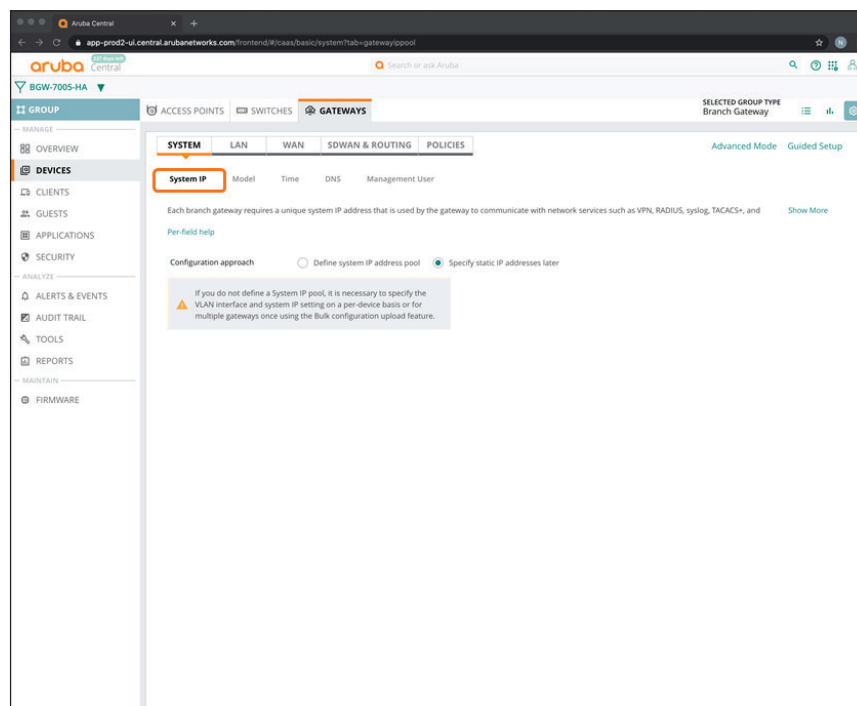 Aruba Central
app-prod2-ui.central.arubanetworks.com/frontend/#/caas/basic/system?tab=gatewayippool
N
aruba Central
337 days left
Search or ask Aruba
BGW-7005-HA
GROUP
ACCESS POINTS SWITCHES GATEWAYS
SELECTED GROUP TYPE
Branch Gateway
MANAGE
OVERVIEW
DEVICES
CLIENTS
GUESTS
APPLICATIONS
SECURITY
ANALYZE
ALERTS & EVENTS
AUDIT TRAIL
TOOLS
REPORTS
MAINTAIN
FIRMWARE
SYSTEM LAN WAN SDWAN & ROUTING POLICIES
Advanced Mode Guided Setup
System IP Model Time DNS Management User
Each branch gateway requires a unique system IP address that is used by the gateway to communicate with network services such as VPN, RADIUS, syslog, TACACS+, and Show More
Per-field help
Configuration approach Define system IP address pool Specify static IP addresses later
If you do not define a System IP pool, it is necessary to specify the
VLAN interface and system IP setting on a per-device basis or for
multiple gateways once using the Bulk configuration upload feature.